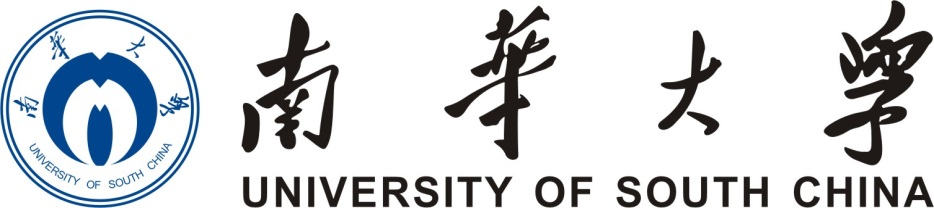 南華大學
UNIVERSITY OF SOUTH CHINA
南華大學
UNIVERSITY OF SOUTH CHINA